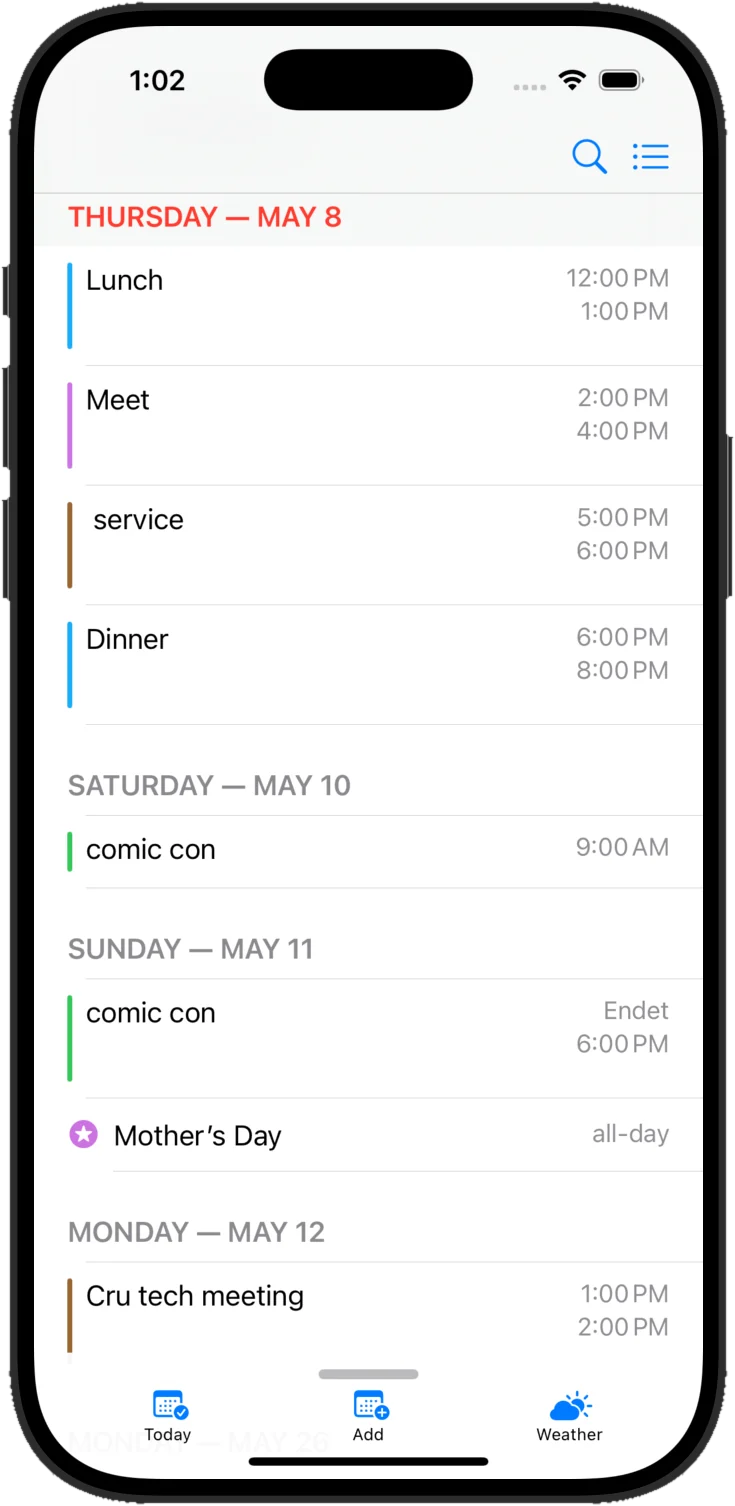 1:02
THURSDAY — MAY 8
Lunch 12:00 PM
1:00 PM
Meet 2:00 PM
4:00 PM
service 5:00 PM
6:00 PM
Dinner 6:00 PM
8:00 PM
SATURDAY — MAY 10
comic con 9:00 AM
SUNDAY — MAY 11
comic con Endet
6:00 PM
Mother’s Day all-day
MONDAY — MAY 12
Cru tech meeting 1:00 PM
2:00 PM
Today Add Weather
MONDAY — MAY 26